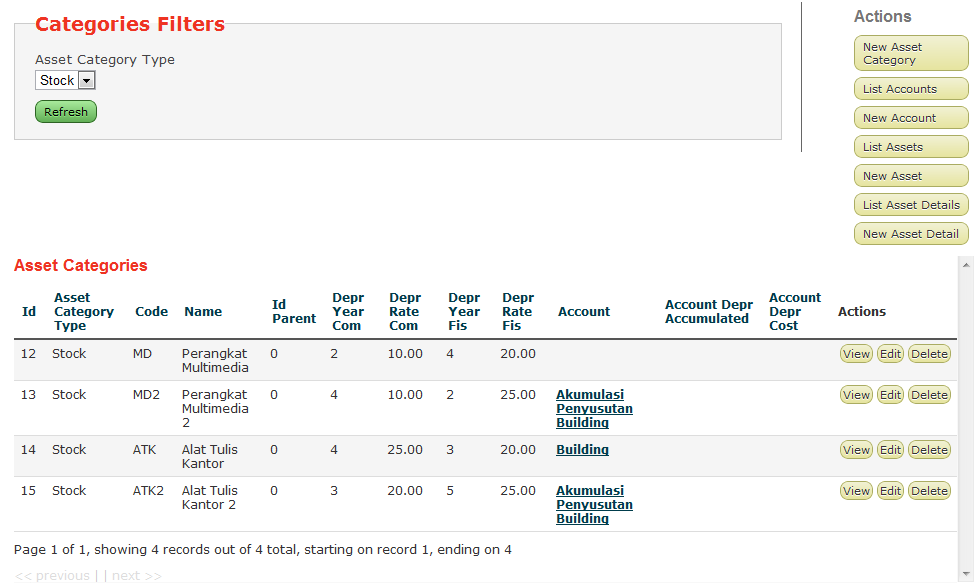 Categories Filters
Asset Category Type
Stock
Refresh
Actions
New Asset
Category
List Accounts
New Account
List Assets
New Asset
List Asset Details
New Asset Detail
Asset Categories
Id Asset Category Type Code Name Id Parent Depr Year Com Depr Rate Com Depr Year Fis Depr Rate Fis Account Account Depr Accumulated Account Depr Cost Actions
12 Stock MD Perangkat 0 2 10.00 4 20.00 View Edit Delete
Multimedia
13 Stock MD2 Perangkat 0 4 10.00 2 25.00 Akumulasi View Edit Delete
Multimedia Penyusutan
2 Building
14 Stock ATK Alat Tulis 0 4 25.00 3 20.00 Building View Edit Delete
Kantor
15 Stock ATK2 Alat Tulis 0 3 20.00 5 25.00 Akumulasi View Edit Delete
Kantor 2 Penyusutan
Building
Page 1 of 1, showing 4 records out of 4 total, starting on record 1, ending on 4
<< previous | | next >>